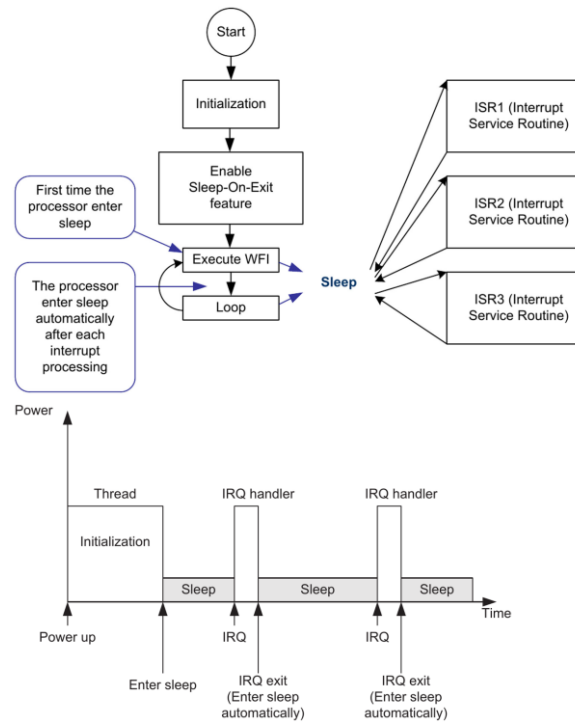 Start
Initialization
Enable
Sleep-On-Exit
feature
First time the
processor enter
sleep
Execute WFI
The processor
enter sleep
automatically
after each
interrupt
processing
Loop
Sleep
ISR1 (Interrupt
Service Routine)
ISR2 (Interrupt
Service Routine)
ISR3 (Interrupt
Service Routine)
Power
Thread
IRQ handler
IRQ handler
Initialization
Sleep
Sleep
Sleep
Time
Power up
IRQ
IRQ
Enter sleep
IRQ exit
(Enter sleep
automatically)
IRQ exit
(Enter sleep
automatically)